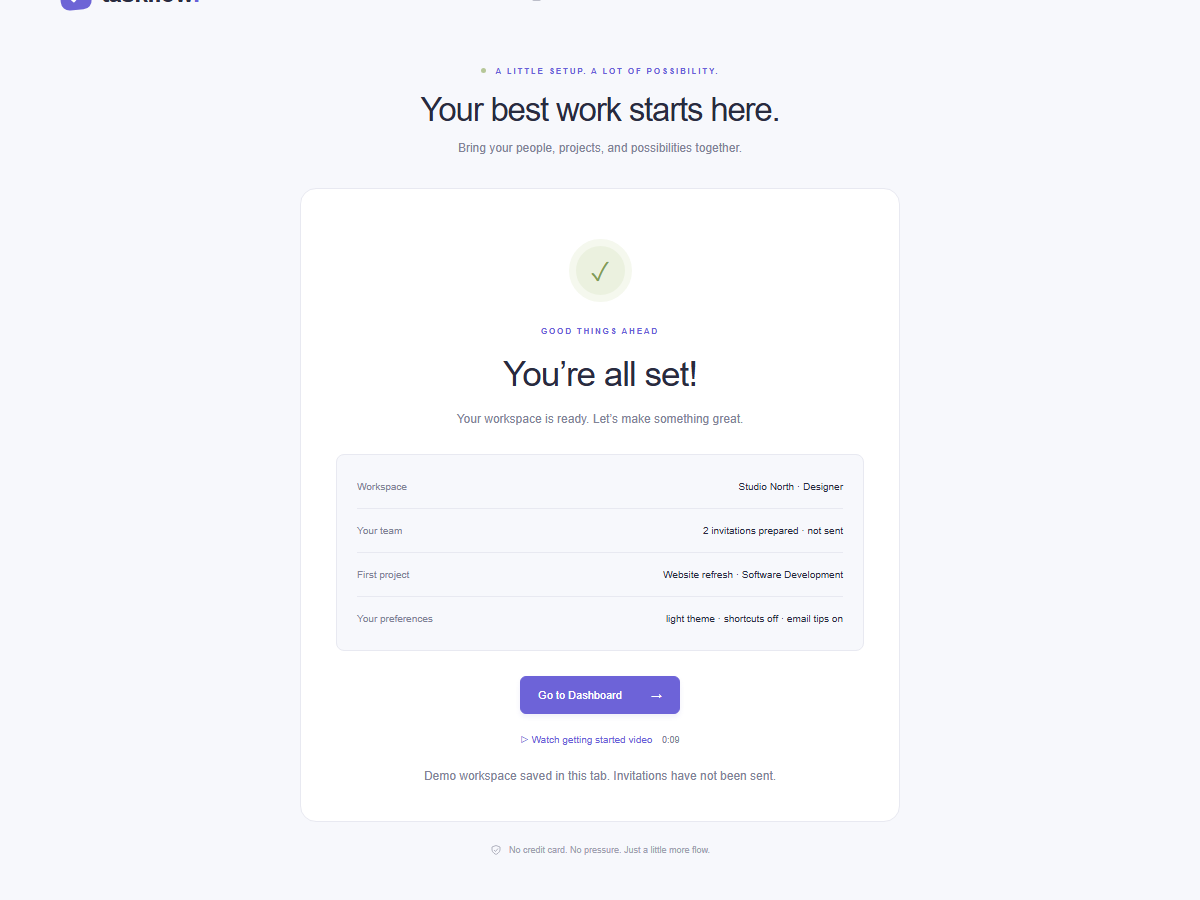 A LITTLE SETUP. A LOT OF POSSIBILITY.
Your best work starts here.
Bring your people, projects, and possibilities together.
✓
GOOD THINGS AHEAD
You’re all set!
Your workspace is ready. Let’s make something great.
Workspace Studio North · Designer
Your team 2 invitations prepared · not sent
First project Website refresh · Software Development
Your preferences light theme · shortcuts off · email tips on
Go to Dashboard →
▷ Watch getting started video 0:09
Demo workspace saved in this tab. Invitations have not been sent.
No credit card. No pressure. Just a little more flow.